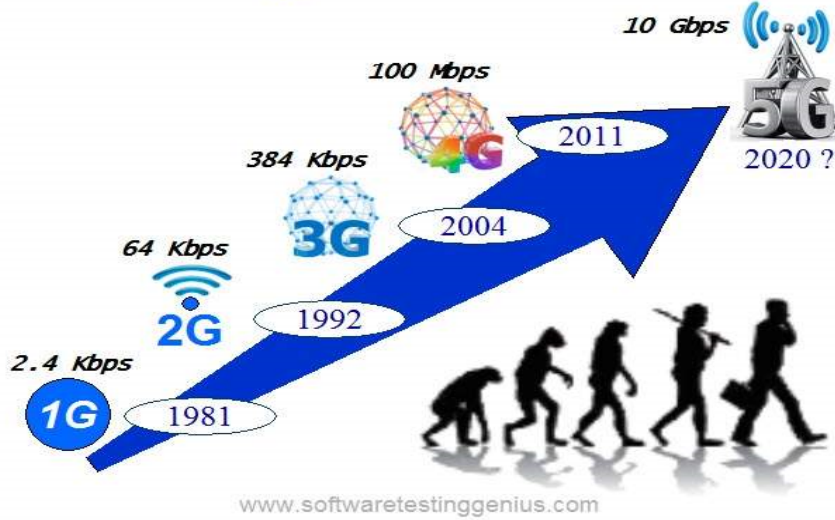 10 Gbps
5G
2020 ?
100 Mbps
4G
2011
384 Kbps
3G
2004
64 Kbps
2G
1992
2.4 Kbps
1G
1981
www.softwaretestinggenius.com